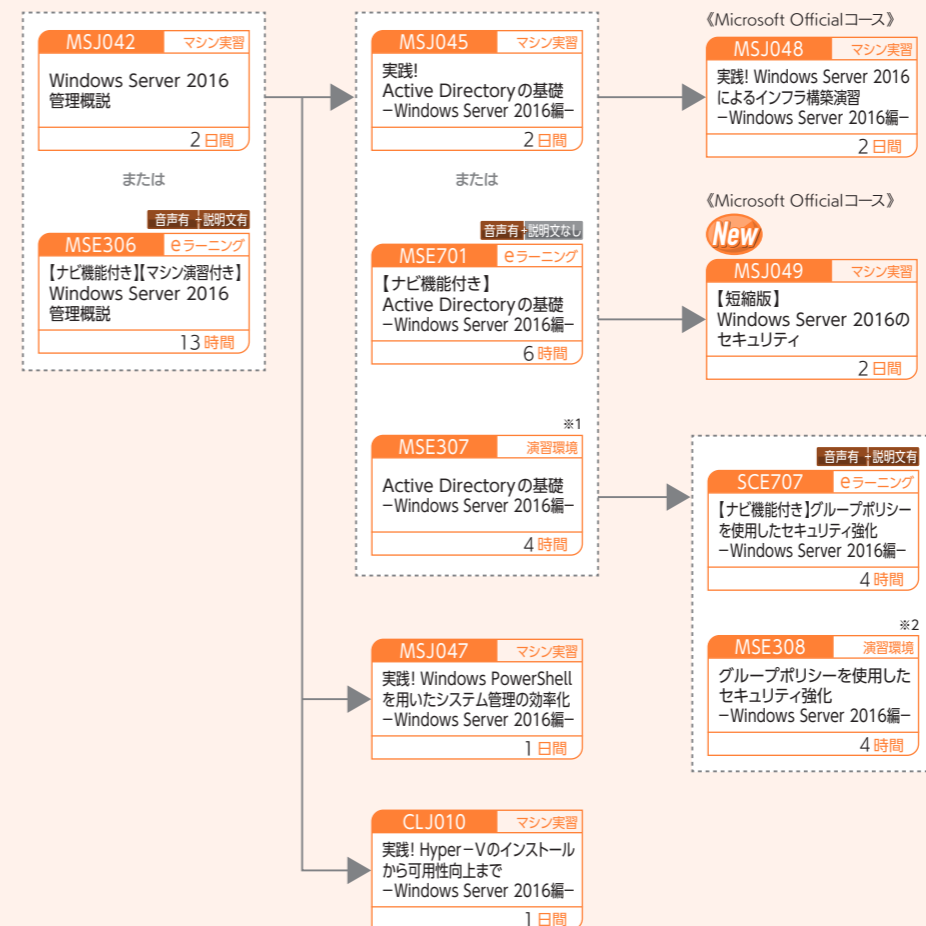 MSJ042 マシン実習
Windows Server 2016
管理概説
2日間
または
音声有 説明文有
MSE306 eラーニング
【ナビ機能付き】【マシン演習付き】
Windows Server 2016
管理概説
13時間
MSJ045 マシン実習
実践!
Active Directoryの基礎
−Windows Server 2016編−
2日間
または
音声有 説明文なし
MSE701 eラーニング
【ナビ機能付き】
Active Directoryの基礎
−Windows Server 2016編−
6時間
※1
MSE307 演習環境
Active Directoryの基礎
−Windows Server 2016編−
4時間
MSJ047 マシン実習
実践! Windows PowerShell
を用いたシステム管理の効率化
−Windows Server 2016編−
1日間
CLJ010 マシン実習
実践! Hyper−Vのインストール
から可用性向上まで
−Windows Server 2016編−
1日間
《Microsoft Officialコース》
MSJ048 マシン実習
実践! Windows Server 2016
によるインフラ構築演習
−Windows Server 2016編−
2日間
《Microsoft Officialコース》
New
MSJ049 マシン実習
【短縮版】
Windows Server 2016の
セキュリティ
2日間
音声有 説明文有
SCE707 eラーニング
【ナビ機能付き】グループポリシー
を使用したセキュリティ強化
−Windows Server 2016編−
4時間
※2
MSE308 演習環境
グループポリシーを使用した
セキュリティ強化
−Windows Server 2016編−
4時間